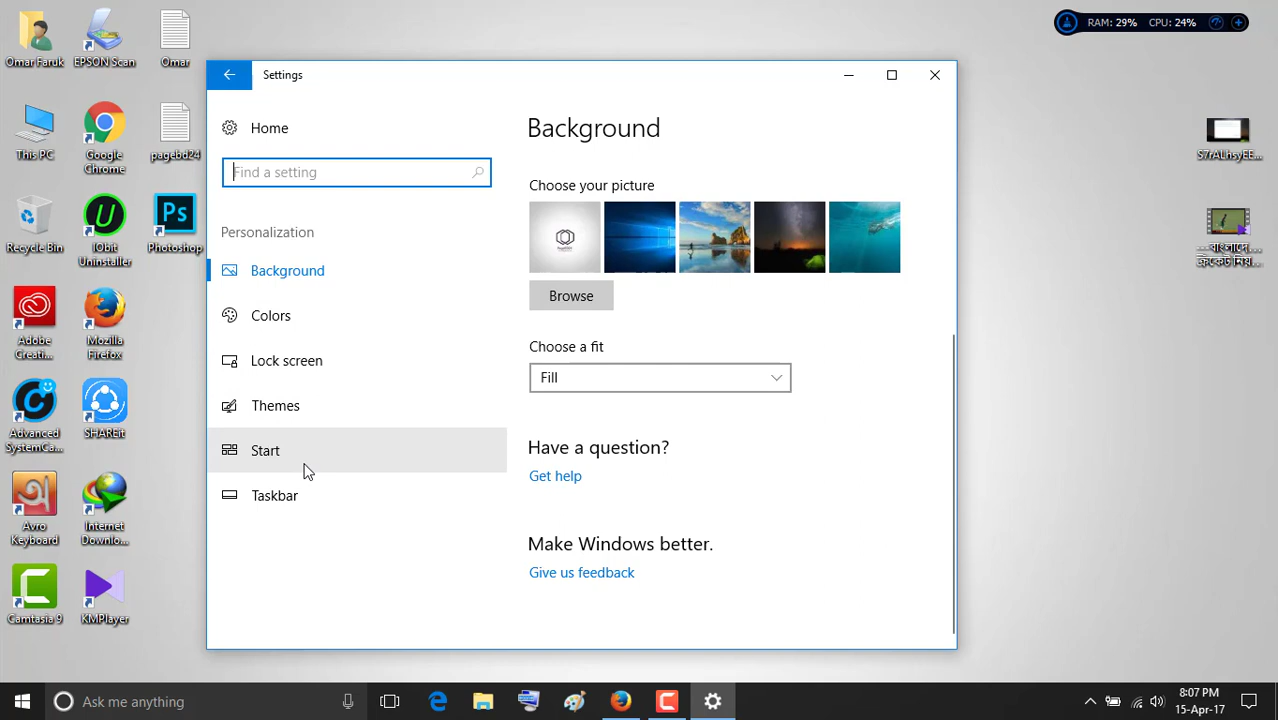 RAM: 29% CPU: 24%
Omar Faruk
EPSON Scan
Omar
This PC
Google
Chrome
pagebd24
Recycle Bin
IObit
Uninstaller
Ps
Photoshop
Adobe
Creati...
Mozilla
Firefox
Advanced
SystemCa...
SHAREit
অ
Avro
Keyboard
Internet
Downlo...
Camtasia 9
KMPlayer
Settings
Home
Find a setting
Personalization
Background
Colors
Lock screen
Themes
Start
Taskbar
Background
Choose your picture
Browse
Choose a fit
Fill
Have a question?
Get help
Make Windows better.
Give us feedback
S7rALhsyEE...
Ask me anything
8:07 PM
15-Apr-17